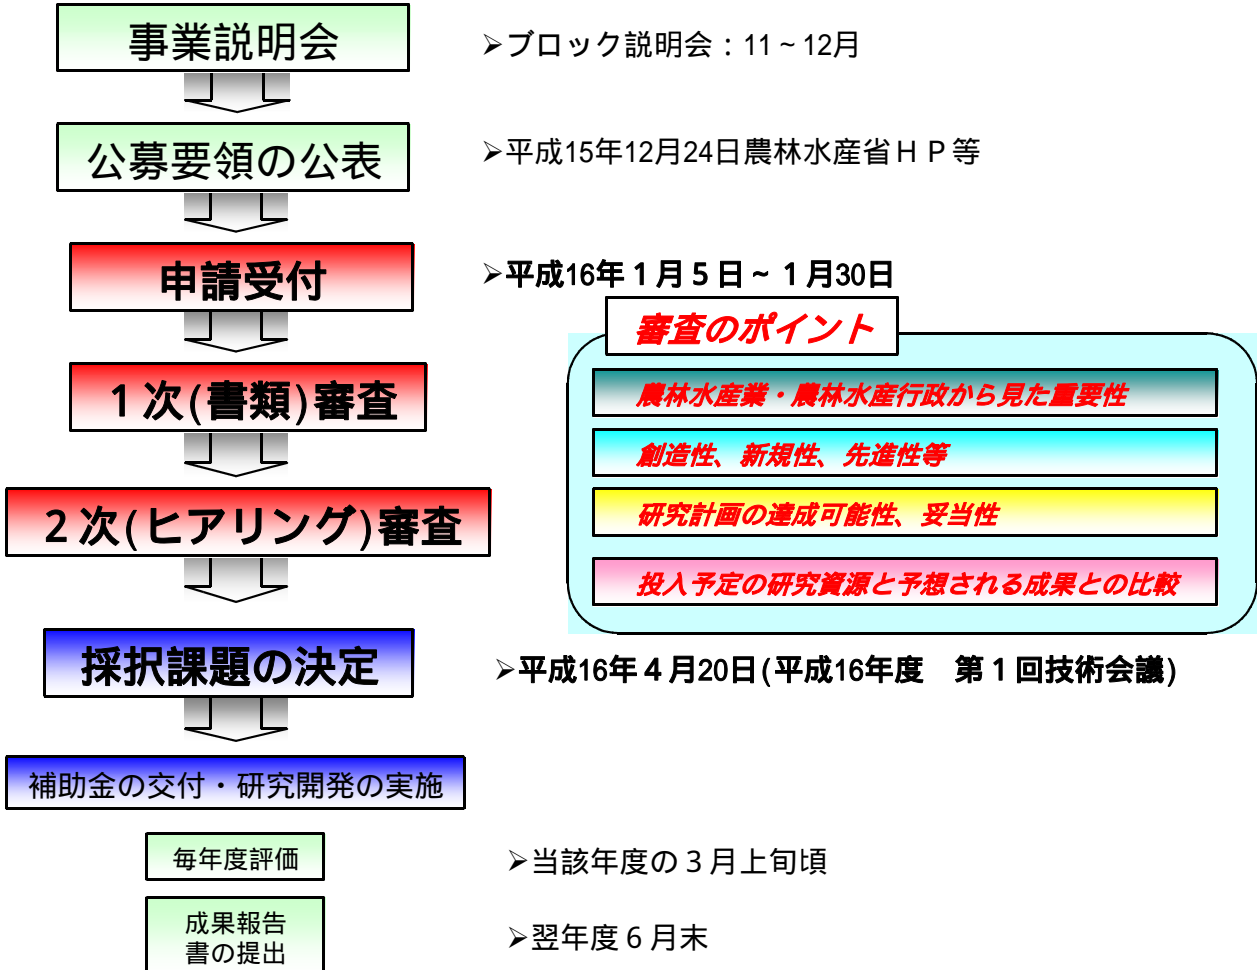 事業説明会
➢ブロック説明会：11～12月
公募要領の公表
➢平成15年12月24日農林水産省ＨＰ等
申請受付
➢平成16年１月５日～１月30日
審査のポイント
農林水産業・農林水産行政から見た重要性
創造性、新規性、先進性等
研究計画の達成可能性、妥当性
投入予定の研究資源と予想される成果との比較
１次(書類)審査
２次(ヒアリング)審査
採択課題の決定
➢平成16年４月20日(平成16年度　第１回技術会議)
補助金の交付・研究開発の実施
毎年度評価
➢当該年度の３月上旬頃
成果報告
書の提出
➢翌年度６月末